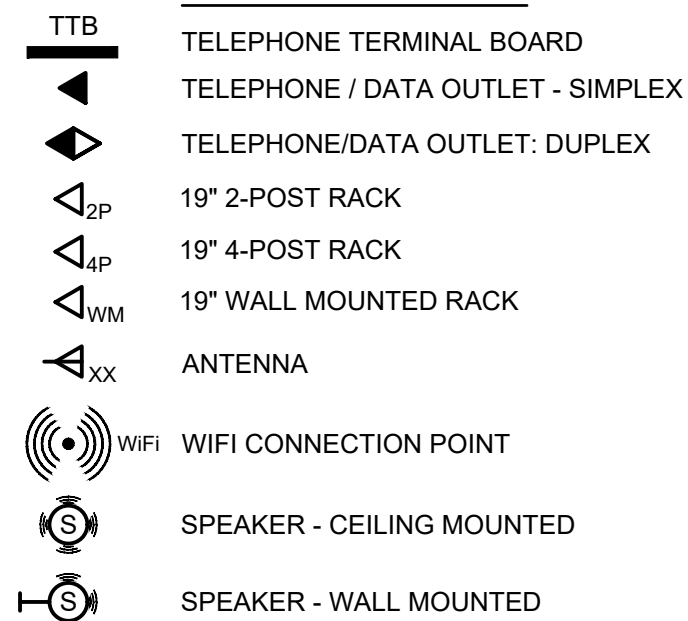 TTB TELEPHONE TERMINAL BOARD
TELEPHONE / DATA OUTLET - SIMPLEX
TELEPHONE/DATA OUTLET: DUPLEX
2P 19" 2-POST RACK
4P 19" 4-POST RACK
WM 19" WALL MOUNTED RACK
XX ANTENNA
WiFi WIFI CONNECTION POINT
S SPEAKER - CEILING MOUNTED
S SPEAKER - WALL MOUNTED